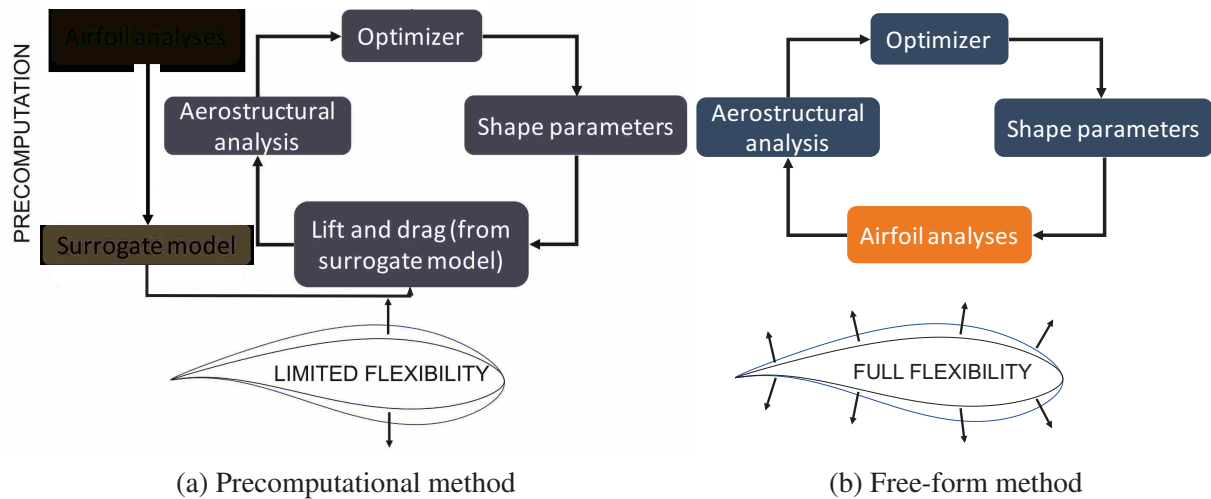 PRECOMPUTATION
Airfoil analyses
Surrogate model
Optimizer
Shape parameters
Lift and drag (from
surrogate model)
Aerostructural
analysis
LIMITED FLEXIBILITY
(a) Precomputational method
Optimizer
Shape parameters
Airfoil analyses
Aerostructural
analysis
FULL FLEXIBILITY
(b) Free-form method